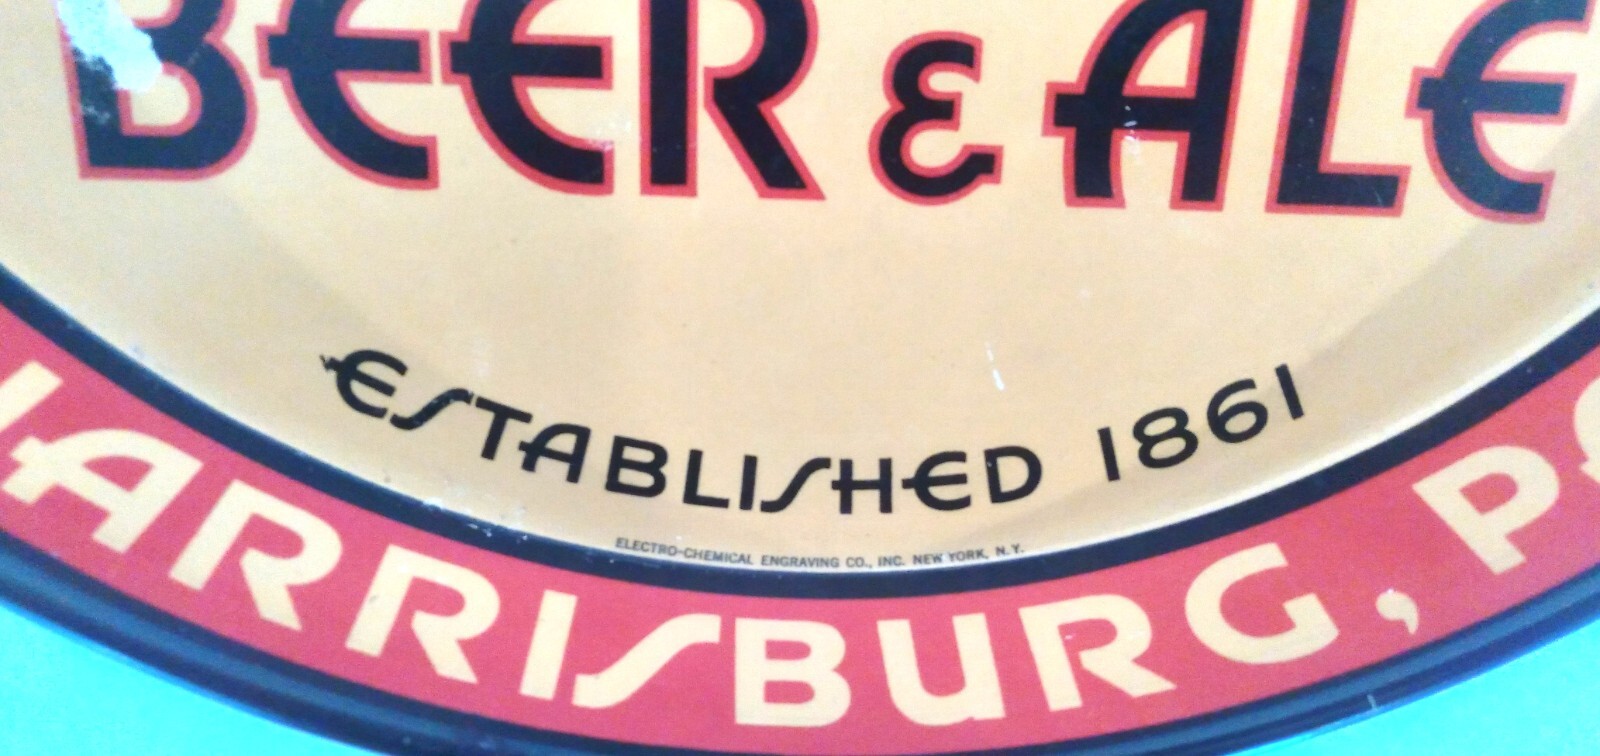 BEER & ALE
ESTABLISHED 1861
ELECTRO-CHEMICAL ENGRAVING CO., INC. NEW YORK, N.Y.
HARRISBURG, PA